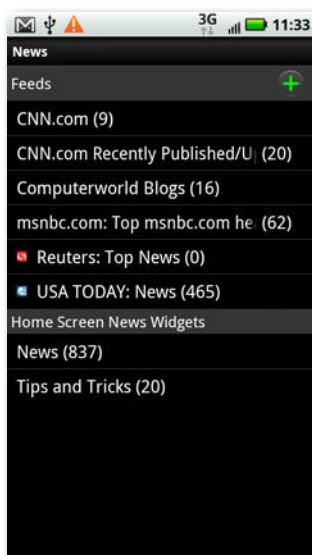 3G 11:33
News
Feeds
CNN.com (9)
CNN.com Recently Published/U (20)
Computerworld Blogs (16)
msnbc.com: Top msnbc.com he (62)
Reuters: Top News (0)
USA TODAY: News (465)
Home Screen News Widgets
News (837)
Tips and Tricks (20)